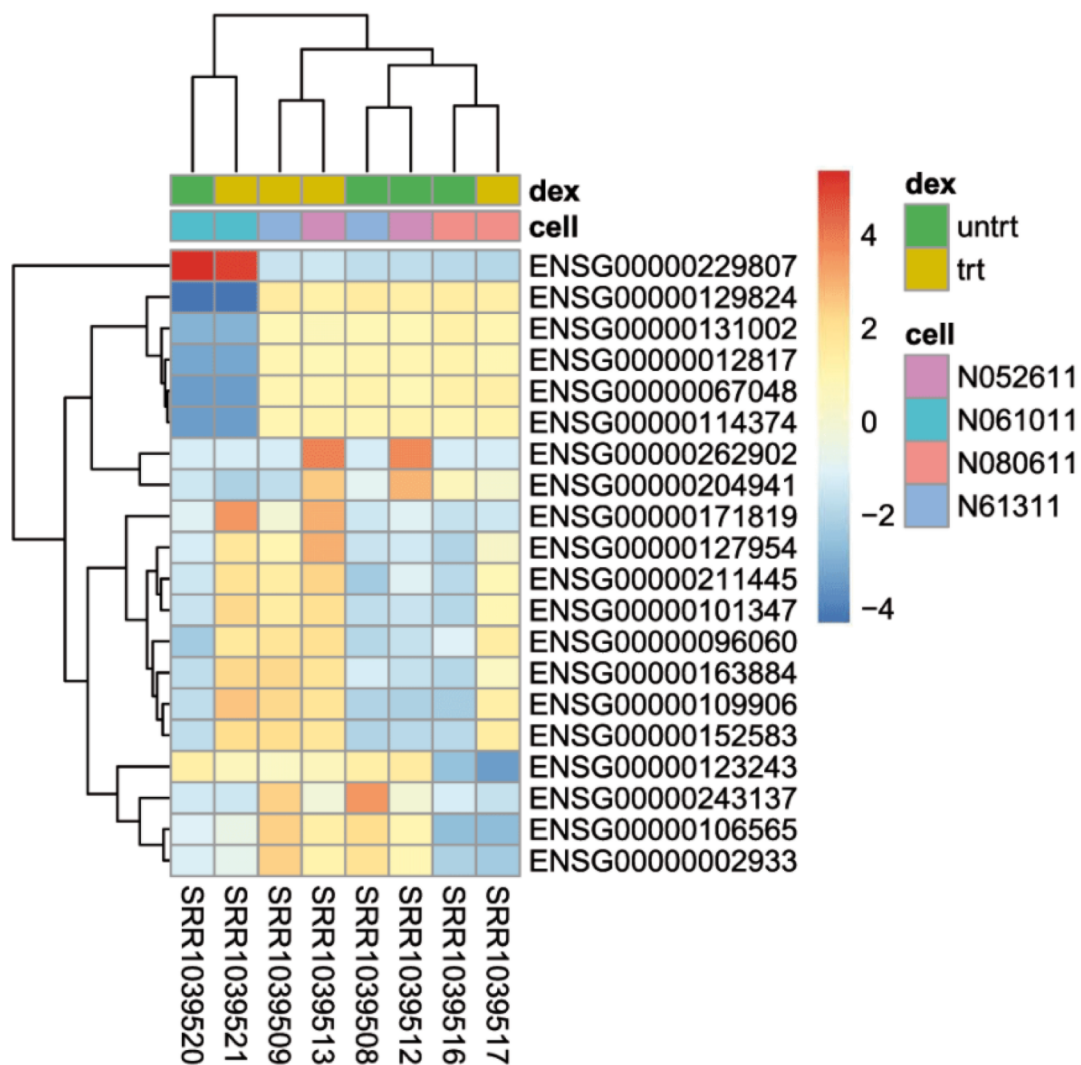 dex
cell
ENSG00000229807
ENSG00000129824
ENSG00000131002
ENSG00000012817
ENSG00000067048
ENSG00000114374
ENSG00000262902
ENSG00000204941
ENSG00000171819
ENSG00000127954
ENSG00000211445
ENSG00000101347
ENSG00000096060
ENSG00000163884
ENSG00000109906
ENSG00000152583
ENSG00000123243
ENSG00000243137
ENSG00000106565
ENSG00000002933
SRR1039520
SRR1039521
SRR1039509
SRR1039513
SRR1039508
SRR1039512
SRR1039516
SRR1039517
4
2
0
−2
−4
dex
untrt
trt
cell
N052611
N061011
N080611
N61311